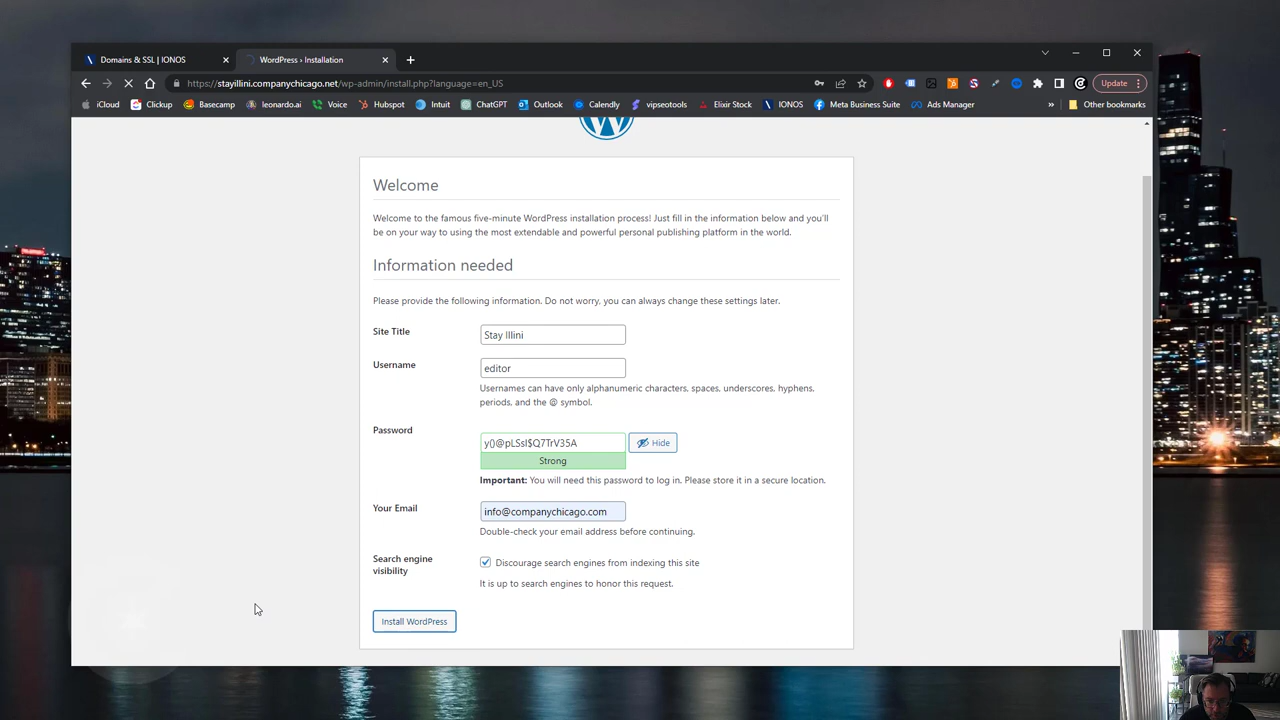 Domains & SSL | IONOS
WordPress › Installation
https://stayillini.companychicago.net/wp-admin/install.php?language=en_US
Update
iCloud
Clickup
Basecamp
leonardo.ai
Voice
Hubspot
Intuit
ChatGPT
Outlook
Calendly
vipseotools
Elixir Stock
IONOS
Meta Business Suite
Ads Manager
»
Other bookmarks
Welcome
Welcome to the famous five-minute WordPress installation process! Just fill in the information below and you'll
be on your way to using the most extendable and powerful personal publishing platform in the world.
Information needed
Please provide the following information. Do not worry, you can always change these settings later.
Site Title
Stay Illini
Username
editor
Usernames can have only alphanumeric characters, spaces, underscores, hyphens,
periods, and the @ symbol.
Password
y()@pLSsI$Q7TrV35A
Hide
Strong
Important: You will need this password to log in. Please store it in a secure location.
Your Email
info@companychicago.com
Double-check your email address before continuing.
Search engine
visibility
Discourage search engines from indexing this site
It is up to search engines to honor this request.
Install WordPress